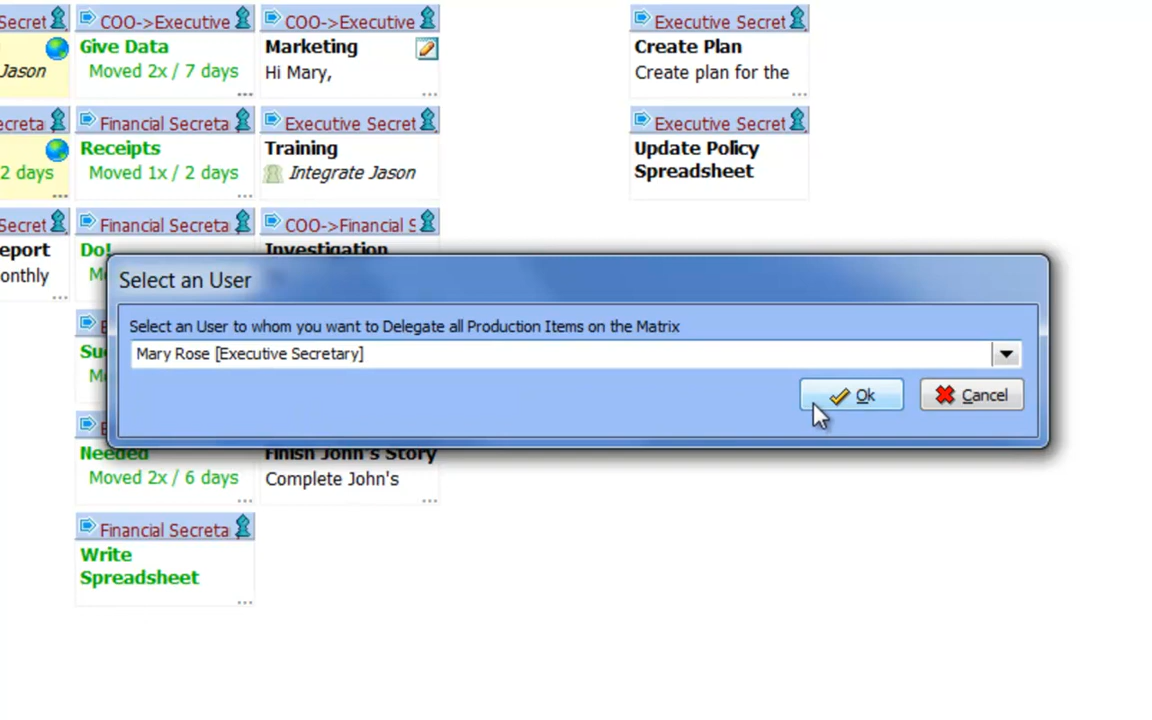 Secret
COO->Executive
COO->Executive
Executive Secret
Give Data
Marketing
Create Plan
Jason
Moved 2x / 7 days
Hi Mary,
Create plan for the
...
...
...
ecreta
Financial Secreta
Executive Secret
Executive Secret
Receipts
Training
Update Policy
2 days
Moved 1x / 2 days
Integrate Jason
Spreadsheet
...
...
Secret
Financial Secreta
COO->Financial S
eport
Do!
Investigation
onthly
...
Select an User
Select an User to whom you want to Delegate all Production Items on the Matrix
Mary Rose [Executive Secretary]
Ok
Cancel
Needed
Finish John's Story
Moved 2x / 6 days
Complete John's
...
...
Financial Secreta
Write
Spreadsheet
...